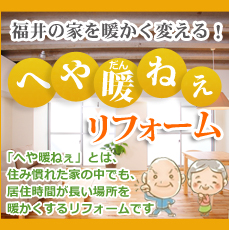 福井の家を暖かく変える！
だん
へや暖ねぇ
リフォーム
「へや暖ねぇ」とは、
住み慣れた家の中でも、
居住時間が長い場所を
暖かくするリフォームです